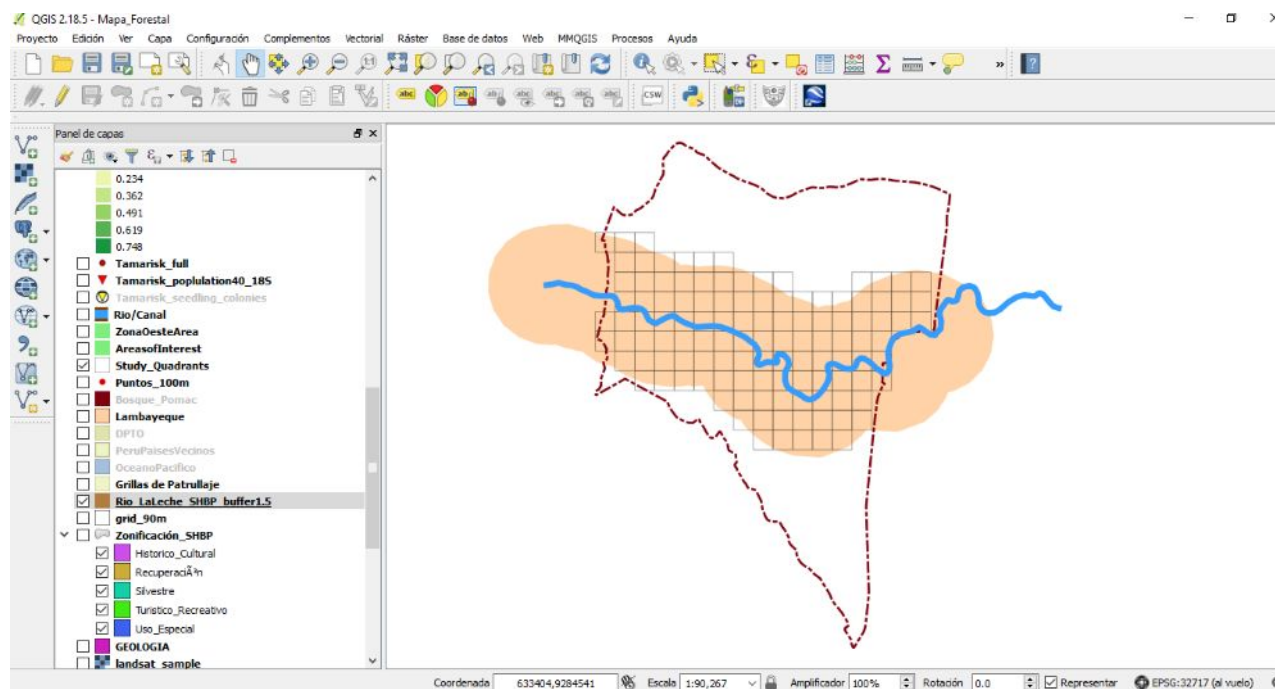 QGIS 2.18.5 - Mapa_Forestal
Proyecto Edición Ver Capa Configuración Complementos Vectorial Ráster Base de datos Web MMQGIS Procesos Ayuda
Panel de capas
0.234
0.362
0.491
0.619
0.748
Tamarisk_full
Tamarisk_poplulation40_185
Tamarisk_seedling_colonies
Rio/Canal
ZonaOesteArea
AreasofInterest
Study_Quadrants
Puntos_100m
Bosque_Pomac
Lambayeque
DPTO
PeruPaisesVecinos
OceanoPacifico
Grillas de Patrullaje
Rio_LaLeche_SHBP_buffer1.5
grid_90m
Zonificación_SHBP
Historico_Cultural
RecuperaciÃ³n
Silvestre
Turistico_Recreativo
Uso_Especial
GEOLOGIA
landsat_sample
Coordenada 633404,9284541 Escala 1:90,267 Amplificador 100% Rotación 0.0 Representar EPSG:32717 (al vuelo)